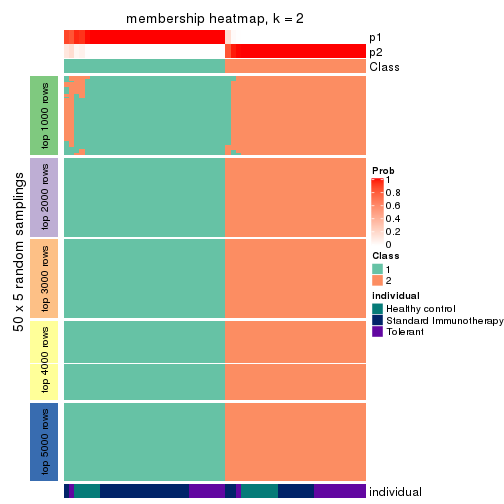 membership heatmap, k = 2
p1
p2
Class
50 x 5 random samplings
top 1000 rows
top 2000 rows
top 3000 rows
top 4000 rows
top 5000 rows
Prob
1
0.8
0.6
0.4
0.2
0
Class
1
2
individual
Healthy control
Standard Immunotherapy
Tolerant
individual